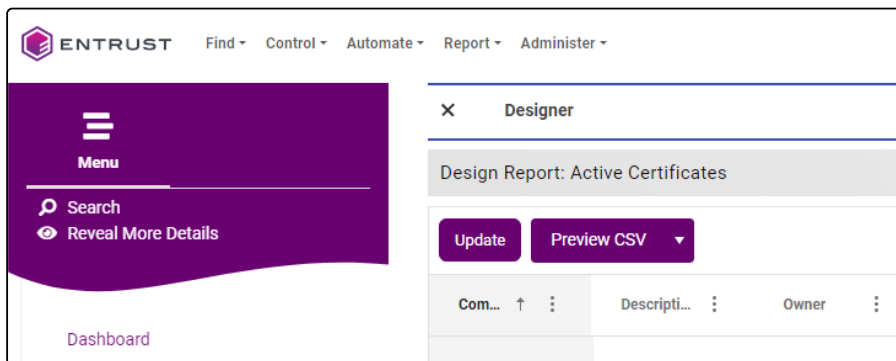 ENTRUST Find Control Automate Report Administer
Menu
Search
Reveal More Details
Dashboard
Designer
Design Report: Active Certificates
Update Preview CSV
Com... Descripti... Owner